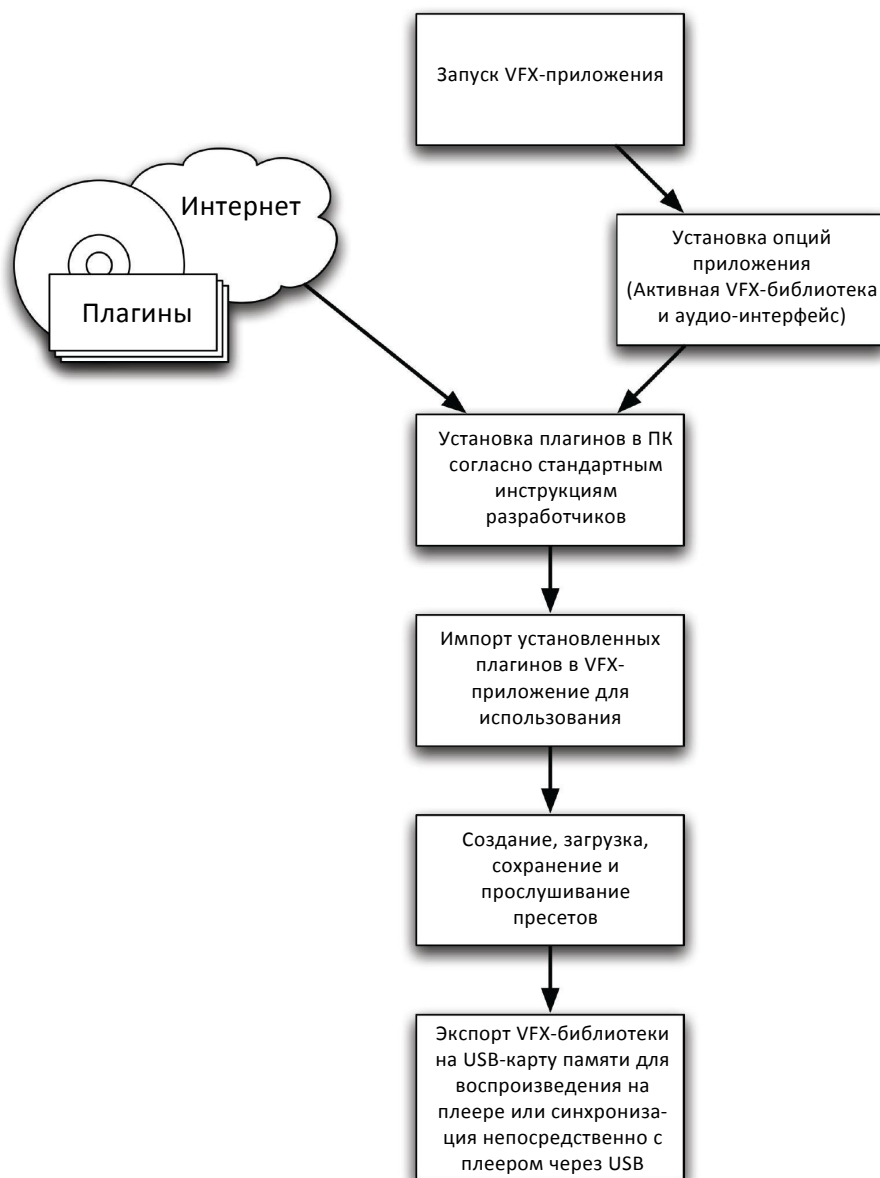 Запуск VFX-приложения
Интернет
Плагины
Установка опций
приложения
(Активная VFX-библиотека
и аудио-интерфейс)
Установка плагинов в ПК
согласно стандартным
инструкциям
разработчиков
Импорт установленных
плагинов в VFX-
приложение для
использования
Создание, загрузка,
сохранение и
прослушивание
пресетов
Экспорт VFX-библиотеки
на USB-карту памяти для
воспроизведения на
плеере или синхрониза-
ция непосредственно с
плеером через USB